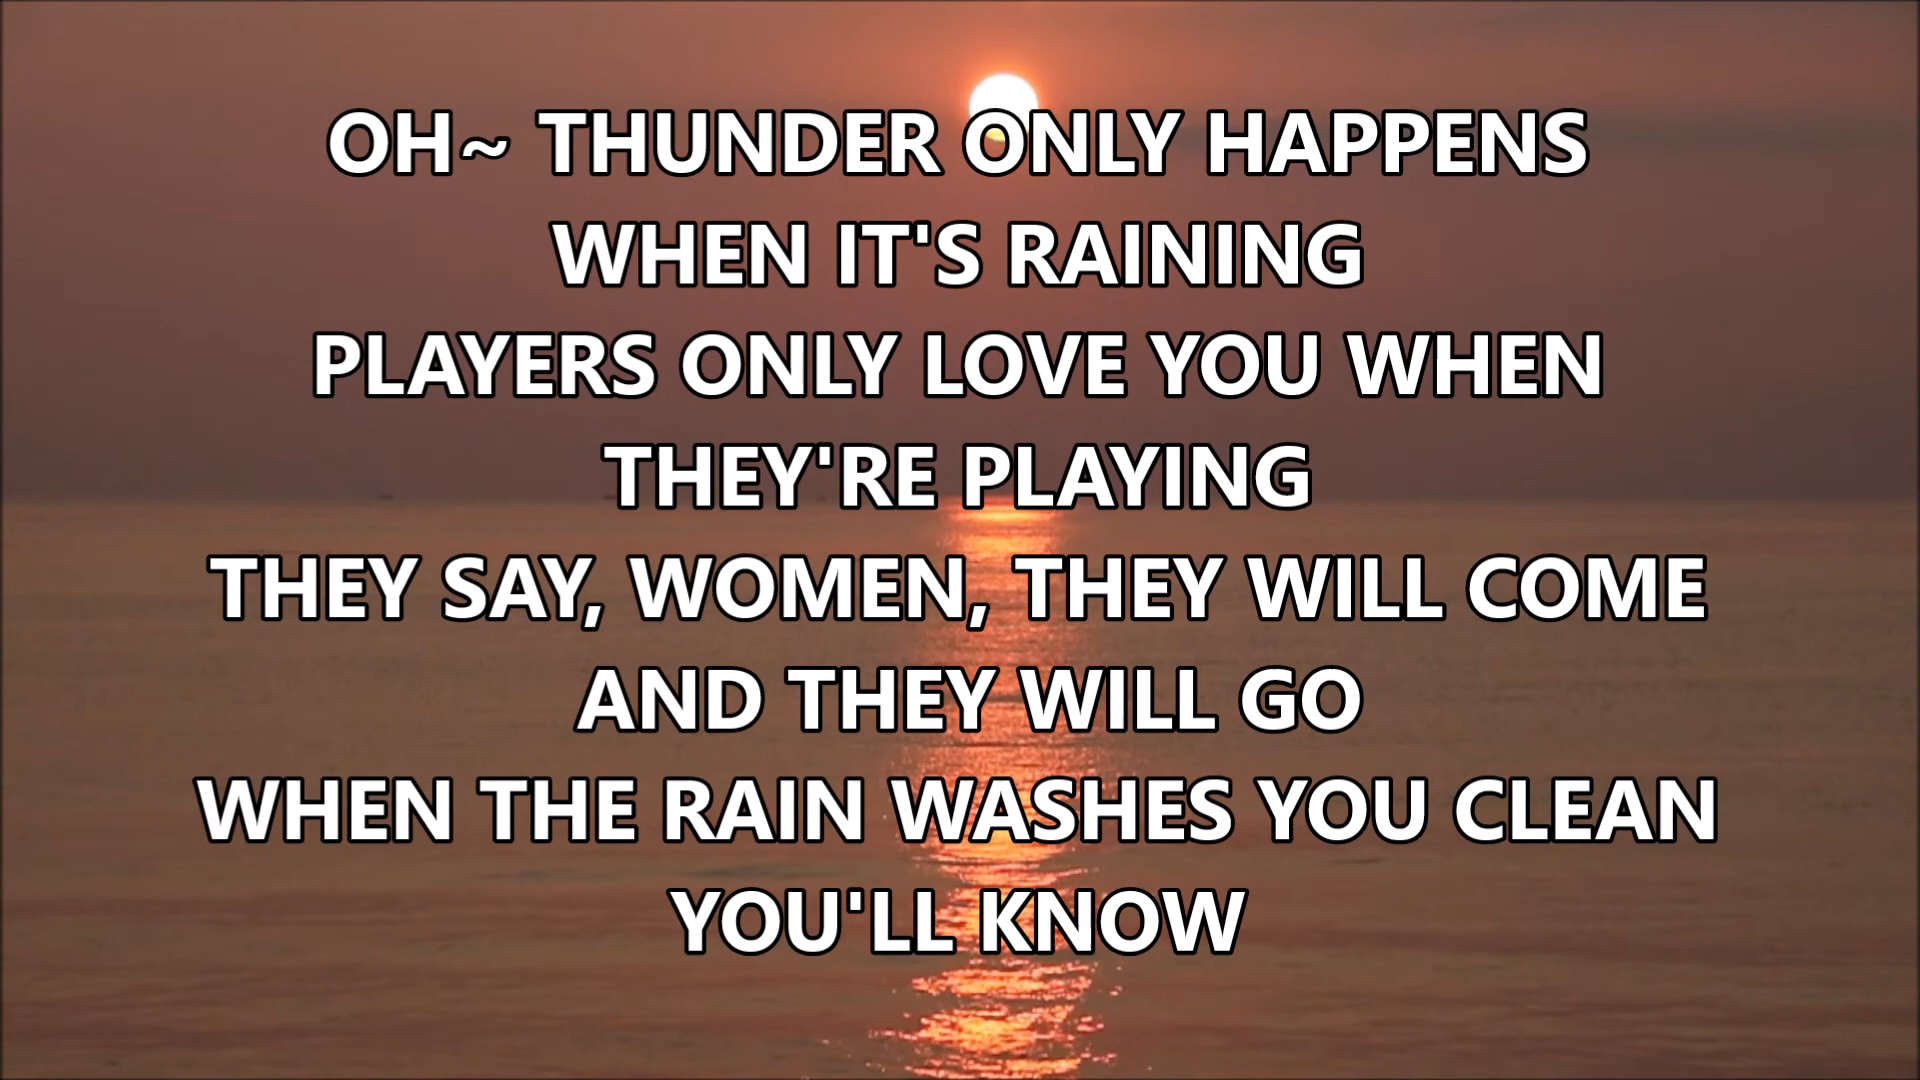 OH~ THUNDER ONLY HAPPENS
WHEN IT'S RAINING
PLAYERS ONLY LOVE YOU WHEN
THEY'RE PLAYING
THEY SAY, WOMEN, THEY WILL COME
AND THEY WILL GO
WHEN THE RAIN WASHES YOU CLEAN
YOU'LL KNOW